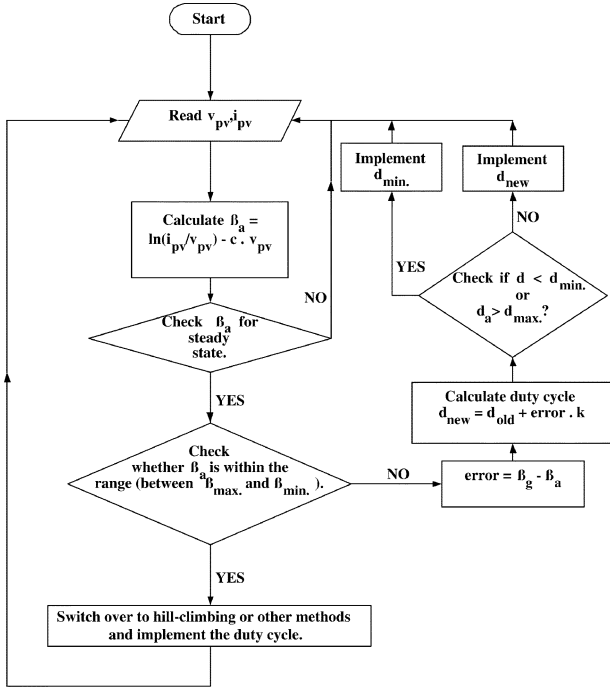 Start
Read v_pv,i_pv
Calculate ß_a =
ln(i_pv/v_pv) - c . v_pv
Check ß_a for
steady
state.
NO
YES
Check
whether ß_a is within the
range (between ß_max. and ß_min. ).
NO
YES
Switch over to hill-climbing or other methods
and implement the duty cycle.
error = ß_g - ß_a
Calculate duty cycle
d_new = d_old + error . k
Check if d < d_min.
or
d_a > d_max. ?
YES
NO
Implement
d_min.
Implement
d_new